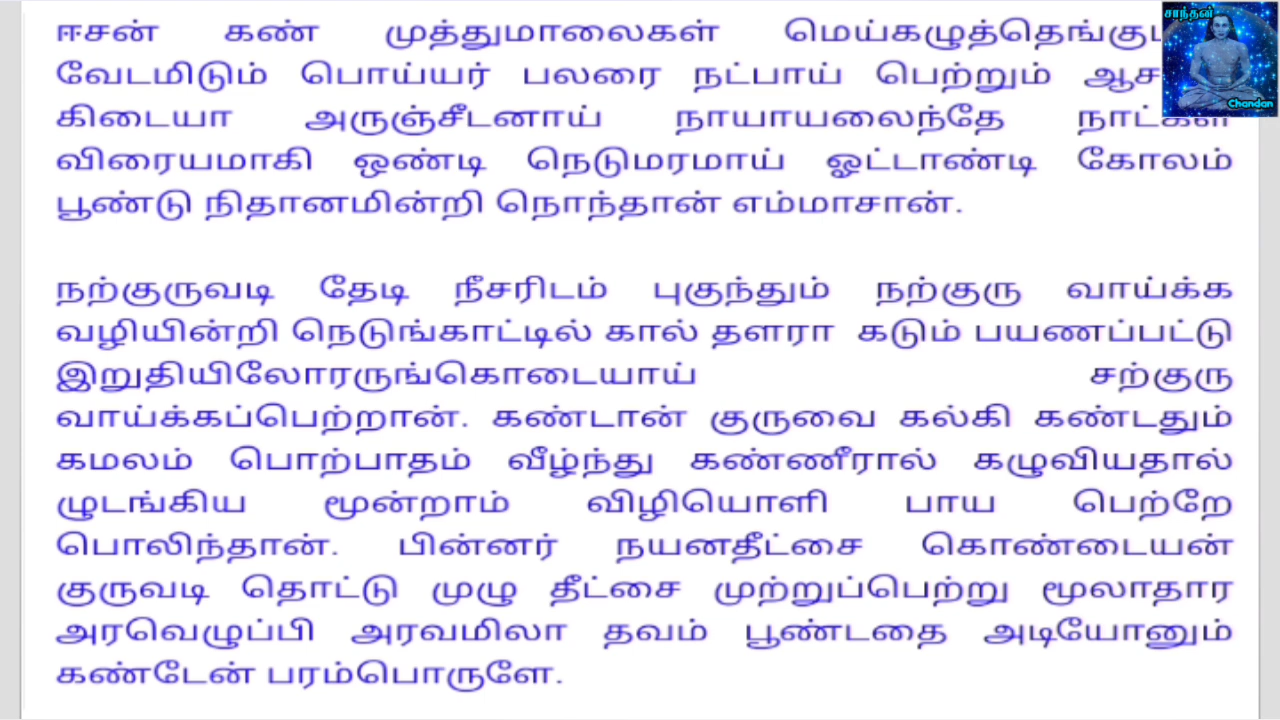 ஈசன் கண் முத்துமாலைகள்
வேடமிடும் பொய்யர் பலரை நட்பாய் பெற்றும்
கிடையா அருஞ்சீடனாய் நாயாயலைந்தே நாட்கள்
விரையமாகி ஒண்டி நெடுமரமாய் ஓட்டாண்டி கோலம்
பூண்டு நிதானமின்றி நொந்தான் எம்மாசான்.
நற்குருவடி தேடி நீசரிடம் புகுந்தும் நற்குரு வாய்க்க
வழியின்றி நெடுங்காட்டில் கால் தளரா கடும் பயணப்பட்டு
இறுதியிலோரருங்கொடையாய் சற்குரு
வாய்க்கப்பெற்றான். கண்டான் குருவை கல்கி கண்டதும்
கமலம் பொற்பாதம் வீழ்ந்து கண்ணீரால் கழுவியதால்
முடங்கிய மூன்றாம் விழியொளி பாய பெற்றே
பொலிந்தான். பின்னர் நயனதீட்சை கொண்டையன்
குருவடி தொட்டு முழு தீட்சை முற்றுப்பெற்று மூலாதார
அரவெழுப்பி அரவமிலா தவம் பூண்டதை அடியோனும்
கண்டேன் பரம்பொருளே.
சாந்தன்
Chandan